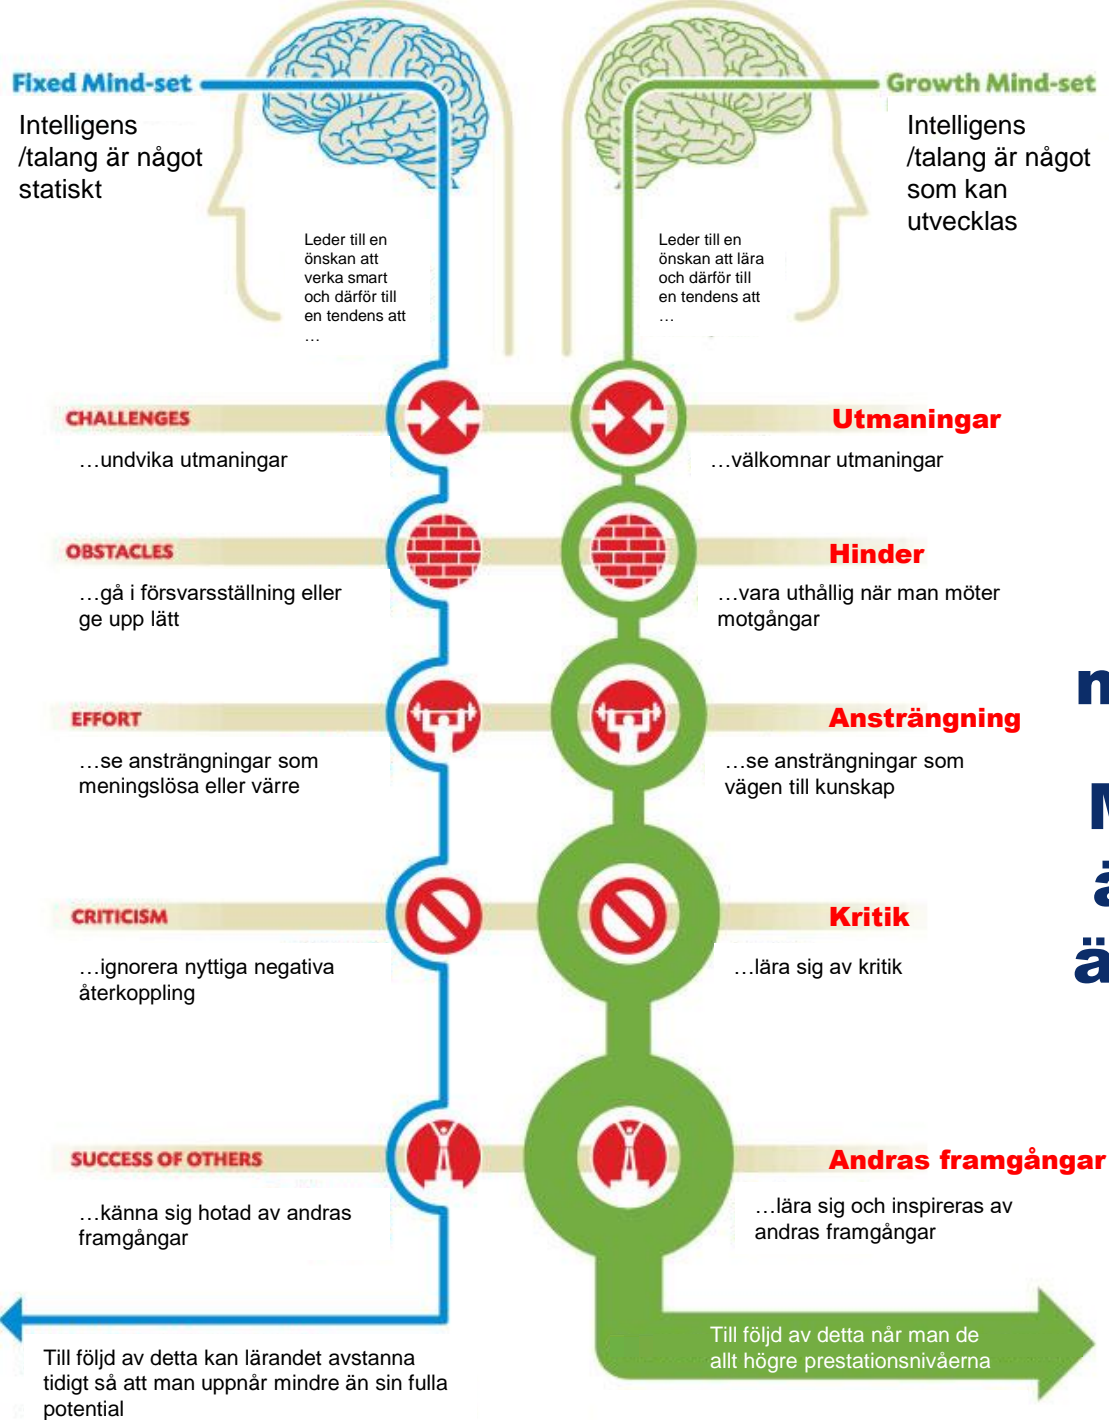 Fixed Mind-set
Intelligens
/talang är något
statiskt
Growth Mind-set
Intelligens
/talang är något
som kan
utvecklas
Leder till en
önskan att
verka smart
och därför till
en tendens att
…
Leder till en
önskan att lära
och därför till
en tendens att
…
CHALLENGES
…undvika utmaningar
Utmaningar
…välkomnar utmaningar
OBSTACLES
…gå i försvarsställning eller
ge upp lätt
Hinder
…vara uthållig när man möter
motgångar
EFFORT
…se ansträngningar som
meningslösa eller värre
Ansträngning
…se ansträngningar som
vägen till kunskap
CRITICISM
…ignorera nyttiga negativa
återkoppling
Kritik
…lära sig av kritik
SUCCESS OF OTHERS
…känna sig hotad av andras
framgångar
Andras framgångar
…lära sig och inspireras av
andras framgångar
Till följd av detta kan lärandet avstanna
tidigt så att man uppnår mindre än sin fulla
potential
Till följd av detta når man de
allt högre prestationsnivåerna